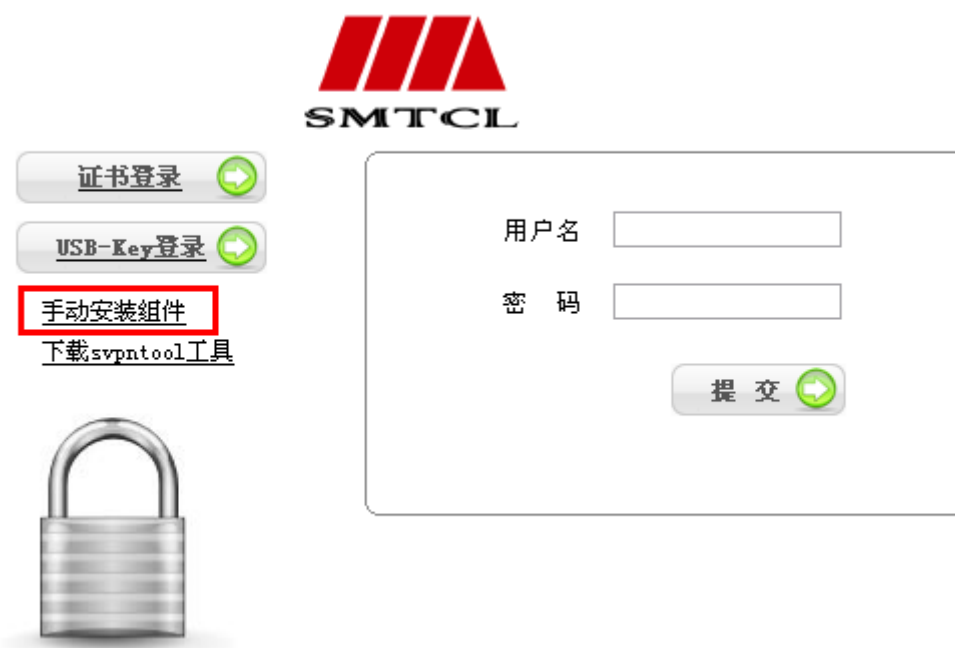 SMTCL
证书登录
USB-Key登录
手动安装组件
下载svpntool工具
用户名
密 码
提 交